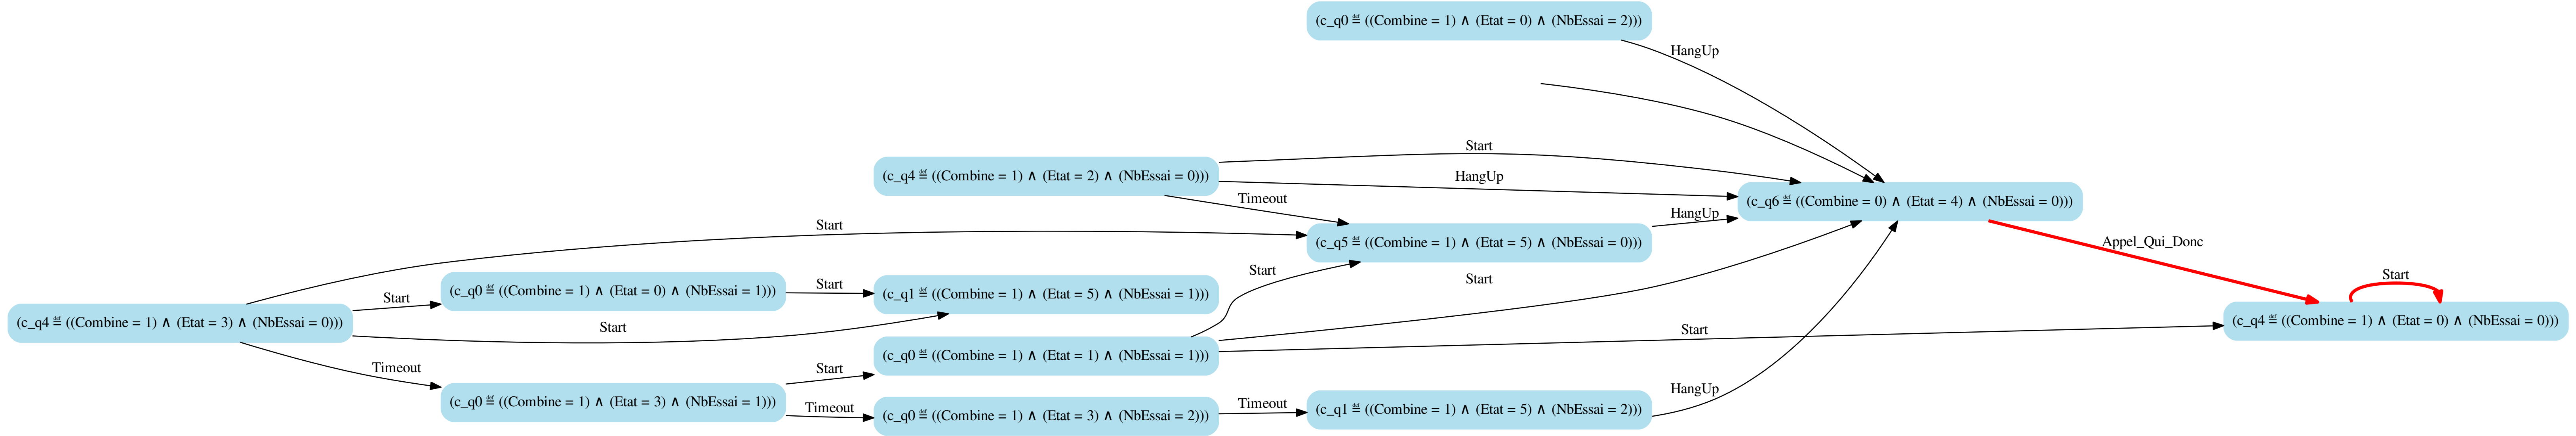 (c_q0 ≝ ((Combine = 1) ∧ (Etat = 0) ∧ (NbEssai = 2)))
HangUp
Start
(c_q4 ≝ ((Combine = 1) ∧ (Etat = 2) ∧ (NbEssai = 0)))
HangUp
Timeout
(c_q6 ≝ ((Combine = 0) ∧ (Etat = 4) ∧ (NbEssai = 0)))
HangUp
Start
(c_q5 ≝ ((Combine = 1) ∧ (Etat = 5) ∧ (NbEssai = 0)))
Appel_Qui_Donc
Start
Start
Start
(c_q0 ≝ ((Combine = 1) ∧ (Etat = 0) ∧ (NbEssai = 1)))
Start
(c_q1 ≝ ((Combine = 1) ∧ (Etat = 5) ∧ (NbEssai = 1)))
Start
Start
(c_q4 ≝ ((Combine = 1) ∧ (Etat = 3) ∧ (NbEssai = 0)))
Start
Start
(c_q4 ≝ ((Combine = 1) ∧ (Etat = 0) ∧ (NbEssai = 0)))
(c_q0 ≝ ((Combine = 1) ∧ (Etat = 1) ∧ (NbEssai = 1)))
Timeout
Start
HangUp
(c_q0 ≝ ((Combine = 1) ∧ (Etat = 3) ∧ (NbEssai = 1)))
Timeout
(c_q0 ≝ ((Combine = 1) ∧ (Etat = 3) ∧ (NbEssai = 2)))
Timeout
(c_q1 ≝ ((Combine = 1) ∧ (Etat = 5) ∧ (NbEssai = 2)))